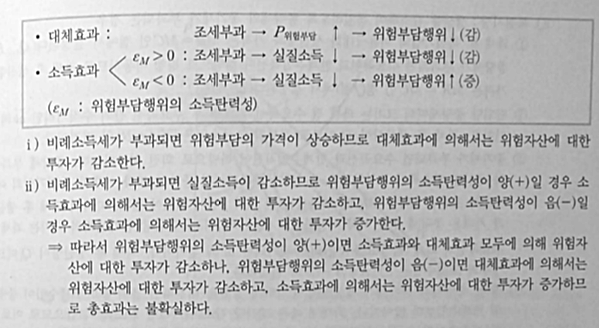 • 대체효과 : 조세부과 → P위험부담 ↑ → 위험부담행위↓(감)
εM > 0 : 조세부과 → 실질소득 ↓ → 위험부담행위↓(감)
• 소득효과
εM < 0 : 조세부과 → 실질소득 ↓ → 위험부담행위↑(증)
(εM : 위험부담행위의 소득탄력성)
ⅰ) 비례소득세가 부과되면 위험부담의 가격이 상승하므로 대체효과에 의해서는 위험자산에 대한
투자가 감소한다.
ⅱ) 비례소득세가 부과되면 실질소득이 감소하므로 위험부담행위의 소득탄력성이 양(+)일 경우 소
득효과에 의해서는 위험자산에 대한 투자가 감소하고, 위험부담행위의 소득탄력성이 음(−)일
경우 소득효과에 의해서는 위험자산에 대한 투자가 증가한다.
⇒ 따라서 위험부담행위의 소득탄력성이 양(+)이면 소득효과와 대체효과 모두에 의해 위험자
산에 대한 투자가 감소하나, 위험부담행위의 소득탄력성이 음(−)이면 대체효과에 의해서는
위험자산에 대한 투자가 감소하고, 소득효과에 의해서는 위험자산에 대한 투자가 증가하므
로 총효과는 불확실하다.